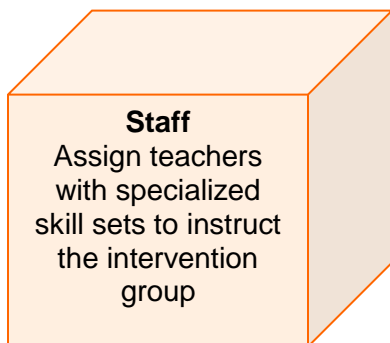 Staff
Assign teachers
with specialized
skill sets to instruct
the intervention
group